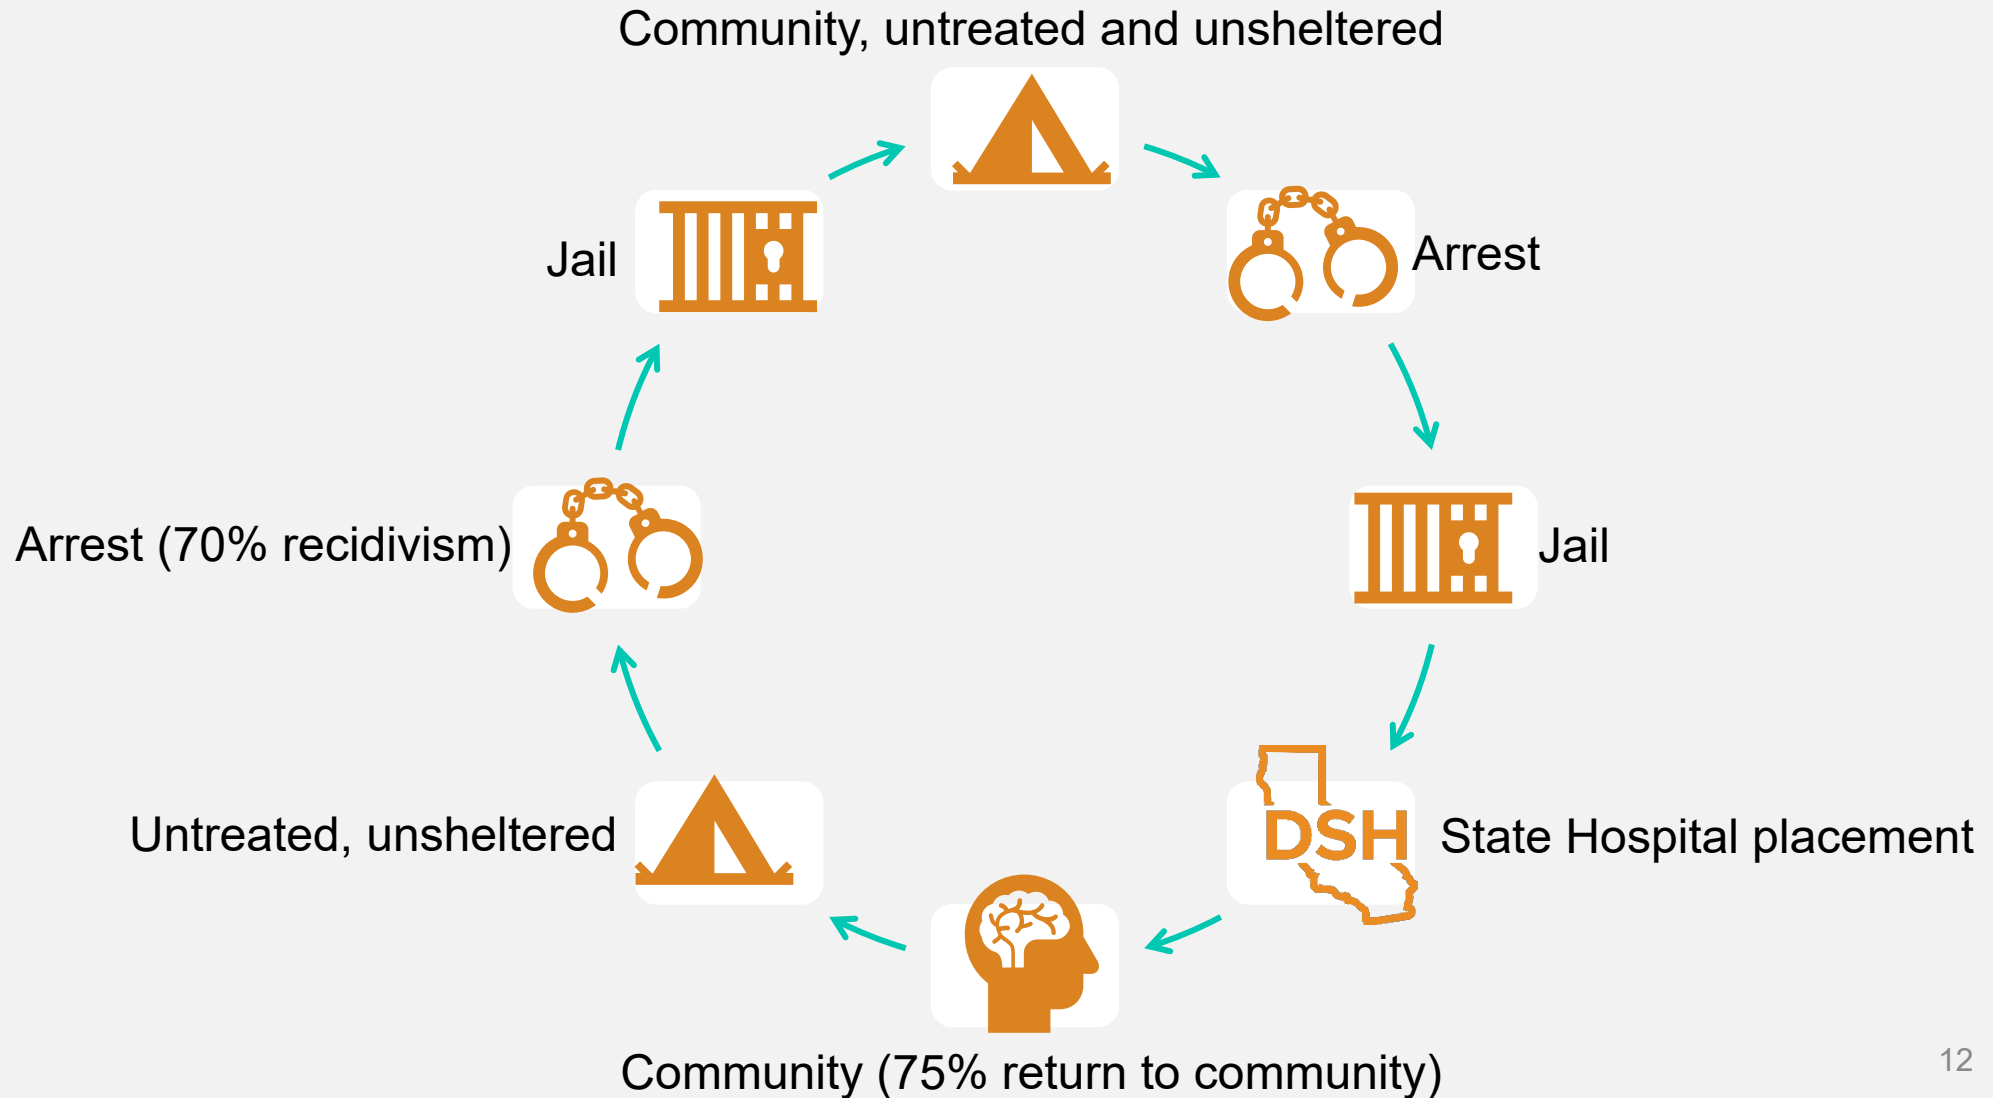 Community, untreated and unsheltered
Jail
Arrest
Arrest (70% recidivism)
Jail
Untreated, unsheltered
DSH
State Hospital placement
Community (75% return to community)
12